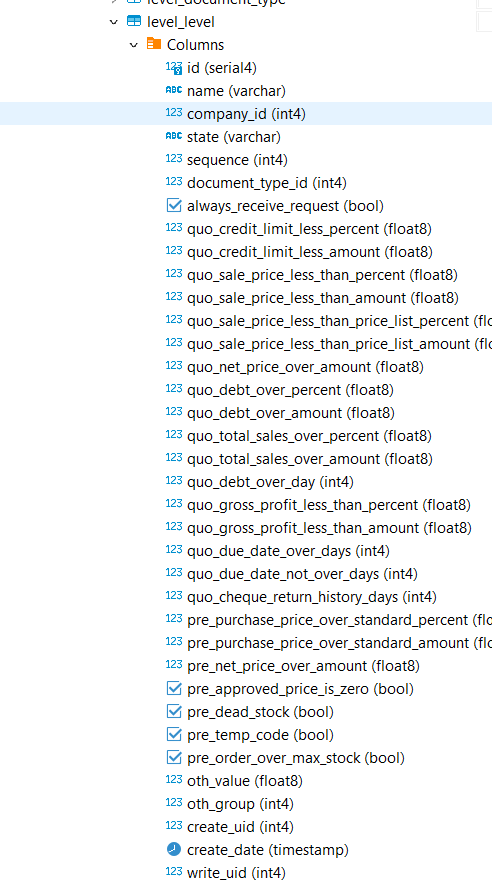 level_document_type
level_level
Columns
123 id (serial4)
ABC name (varchar)
123 company_id (int4)
ABC state (varchar)
123 sequence (int4)
123 document_type_id (int4)
always_receive_request (bool)
123 quo_credit_limit_less_percent (float8)
123 quo_credit_limit_less_amount (float8)
123 quo_sale_price_less_than_percent (float8)
123 quo_sale_price_less_than_amount (float8)
123 quo_sale_price_less_than_price_list_percent (flo
123 quo_sale_price_less_than_price_list_amount (flo
123 quo_net_price_over_amount (float8)
123 quo_debt_over_percent (float8)
123 quo_debt_over_amount (float8)
123 quo_total_sales_over_percent (float8)
123 quo_total_sales_over_amount (float8)
123 quo_debt_over_day (int4)
123 quo_gross_profit_less_than_percent (float8)
123 quo_gross_profit_less_than_amount (float8)
123 quo_due_date_over_days (int4)
123 quo_due_date_not_over_days (int4)
123 quo_cheque_return_history_days (int4)
123 pre_purchase_price_over_standard_percent (flo
123 pre_purchase_price_over_standard_amount (flo
123 pre_net_price_over_amount (float8)
pre_approved_price_is_zero (bool)
pre_dead_stock (bool)
pre_temp_code (bool)
pre_order_over_max_stock (bool)
123 oth_value (float8)
123 oth_group (int4)
123 create_uid (int4)
create_date (timestamp)
123 write_uid (int4)